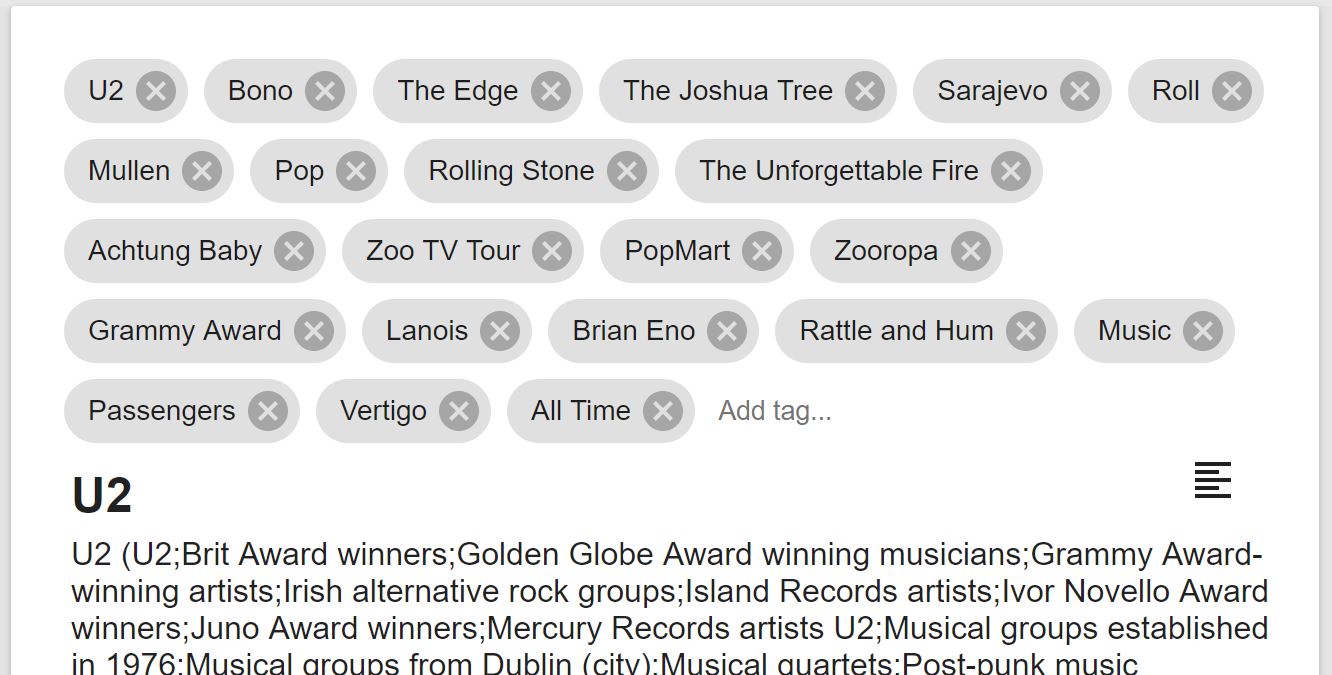 U2 Bono The Edge The Joshua Tree Sarajevo Roll
Mullen Pop Rolling Stone The Unforgettable Fire
Achtung Baby Zoo TV Tour PopMart Zooropa
Grammy Award Lanois Brian Eno Rattle and Hum Music
Passengers Vertigo All Time Add tag...
U2
U2 (U2;Brit Award winners;Golden Globe Award winning musicians;Grammy Award-
winning artists;Irish alternative rock groups;Island Records artists;Ivor Novello Award
winners;Juno Award winners;Mercury Records artists U2;Musical groups established
in 1976;Musical groups from Dublin (city);Musical quartets;Post-punk music